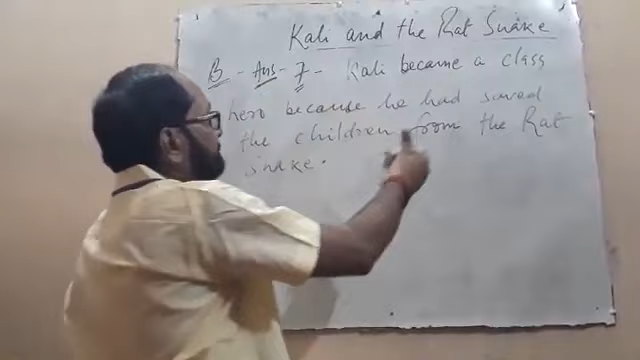 Kali and the Rat Snake
B - Ans - 7 - Kali became a class
hero because he had saved
the children from the Rat
snake.